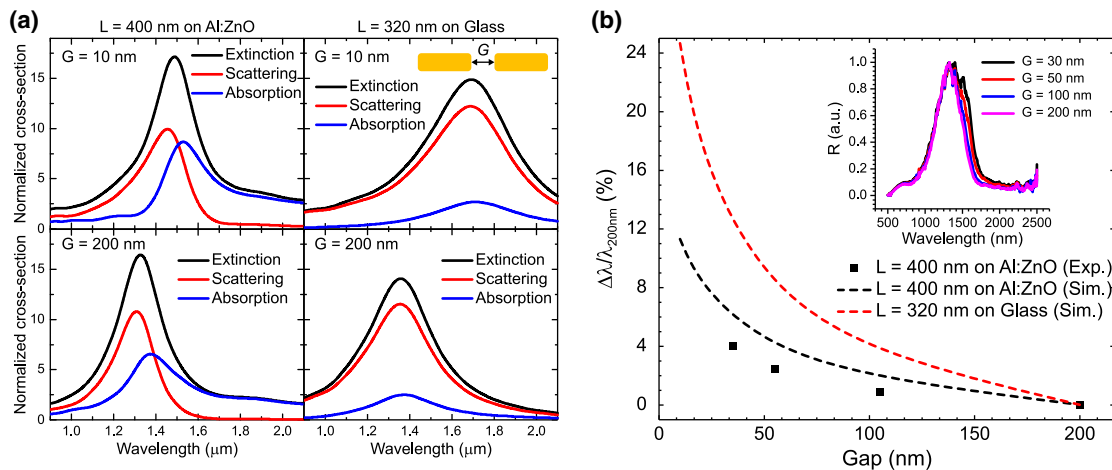 (a)
L = 400 nm on Al:ZnO
L = 320 nm on Glass
Normalized cross-section
15
10
5
0
G = 10 nm
Extinction
Scattering
Absorption
G = 10 nm
G
Extinction
Scattering
Absorption
Normalized cross-section
15
10
5
0
G = 200 nm
Extinction
Scattering
Absorption
G = 200 nm
Extinction
Scattering
Absorption
1.0 1.2 1.4 1.6 1.8 2.0
1.0 1.2 1.4 1.6 1.8 2.0
Wavelength (μm)
Wavelength (μm)
(b)
Δλ/λ200nm (%)
24
20
16
12
8
4
0
0 50 100 150 200
Gap (nm)
R (a.u.)
1.0
0.8
0.6
0.4
0.2
0.0
500 1000 1500 2000 2500
Wavelength (nm)
G = 30 nm
G = 50 nm
G = 100 nm
G = 200 nm
L = 400 nm on Al:ZnO (Exp.)
L = 400 nm on Al:ZnO (Sim.)
L = 320 nm on Glass (Sim.)